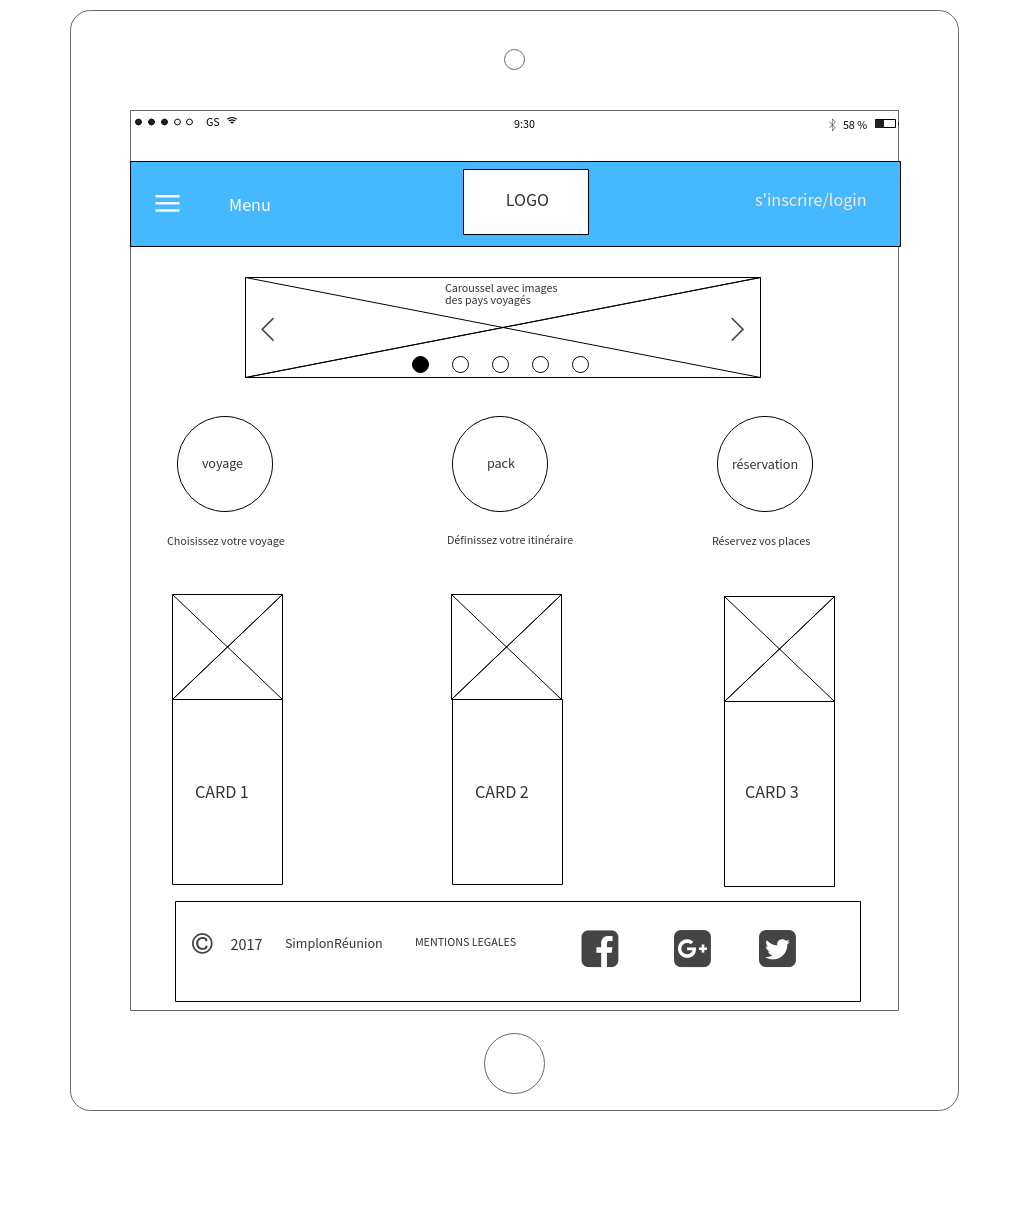 GS
9:30
58 %
Menu
LOGO
s'inscrire/login
Caroussel avec images
des pays voyagés
voyage
pack
réservation
Choisissez votre voyage
Définissez votre itinéraire
Réservez vos places
CARD 1
CARD 2
CARD 3
© 2017 SimplonRéunion MENTIONS LEGALES